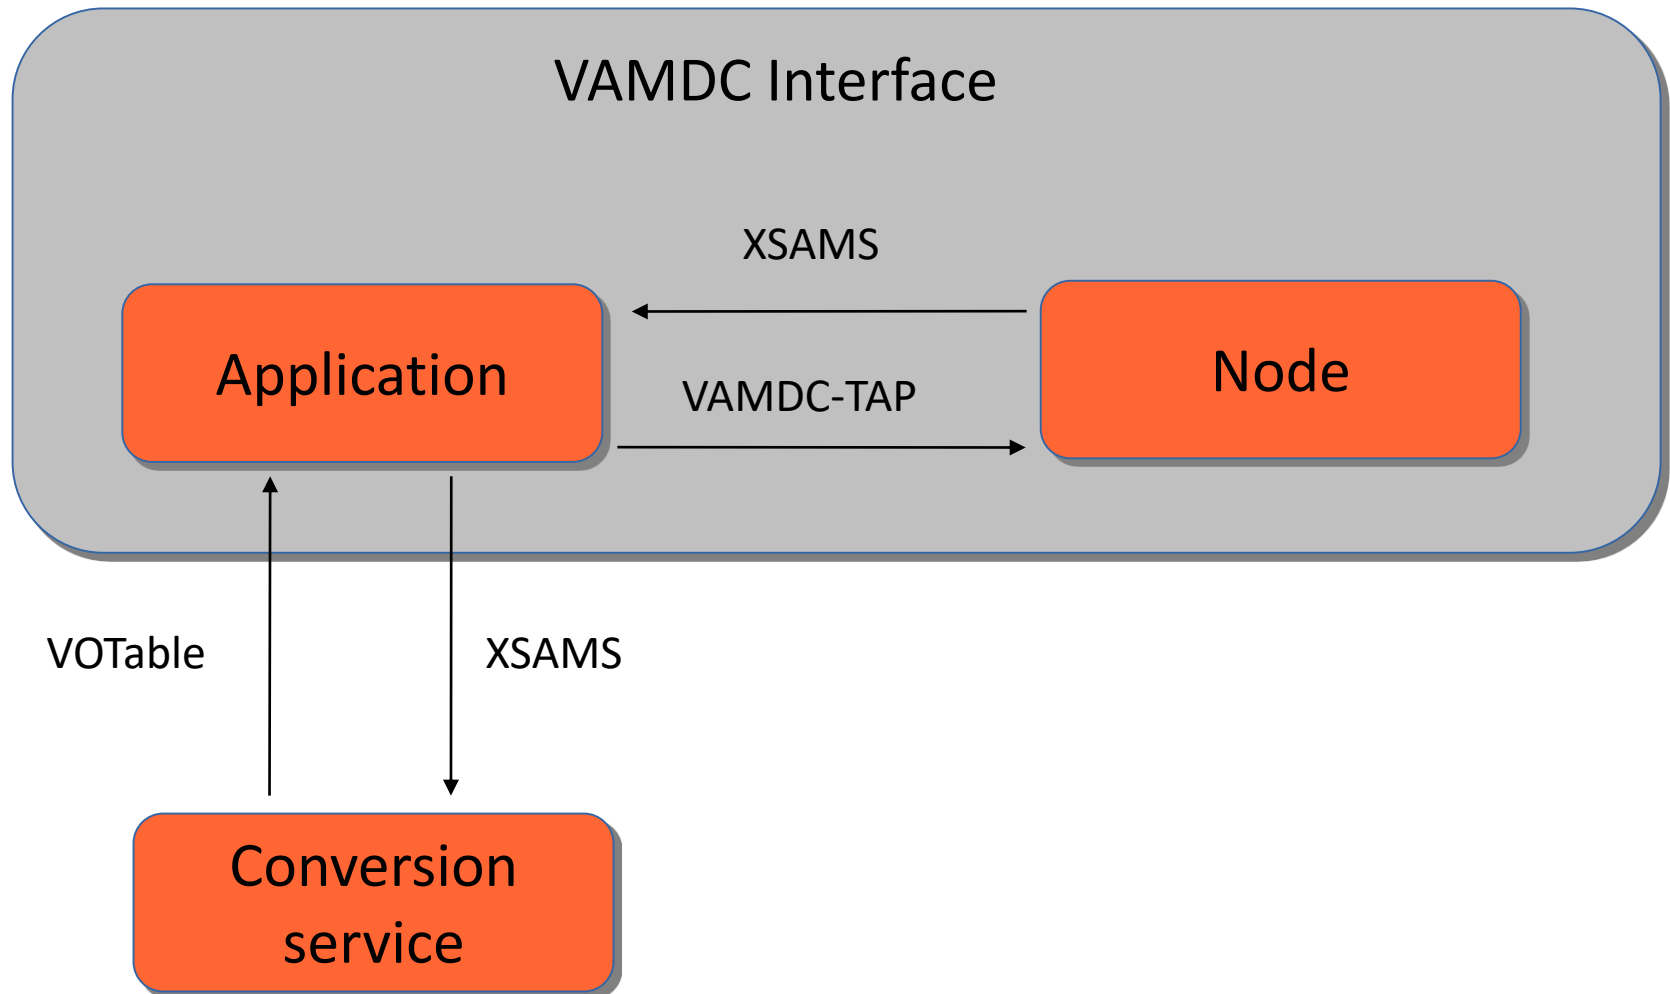 VAMDC Interface
XSAMS
Application
Node
VAMDC-TAP
VOTable
XSAMS
Conversion
service